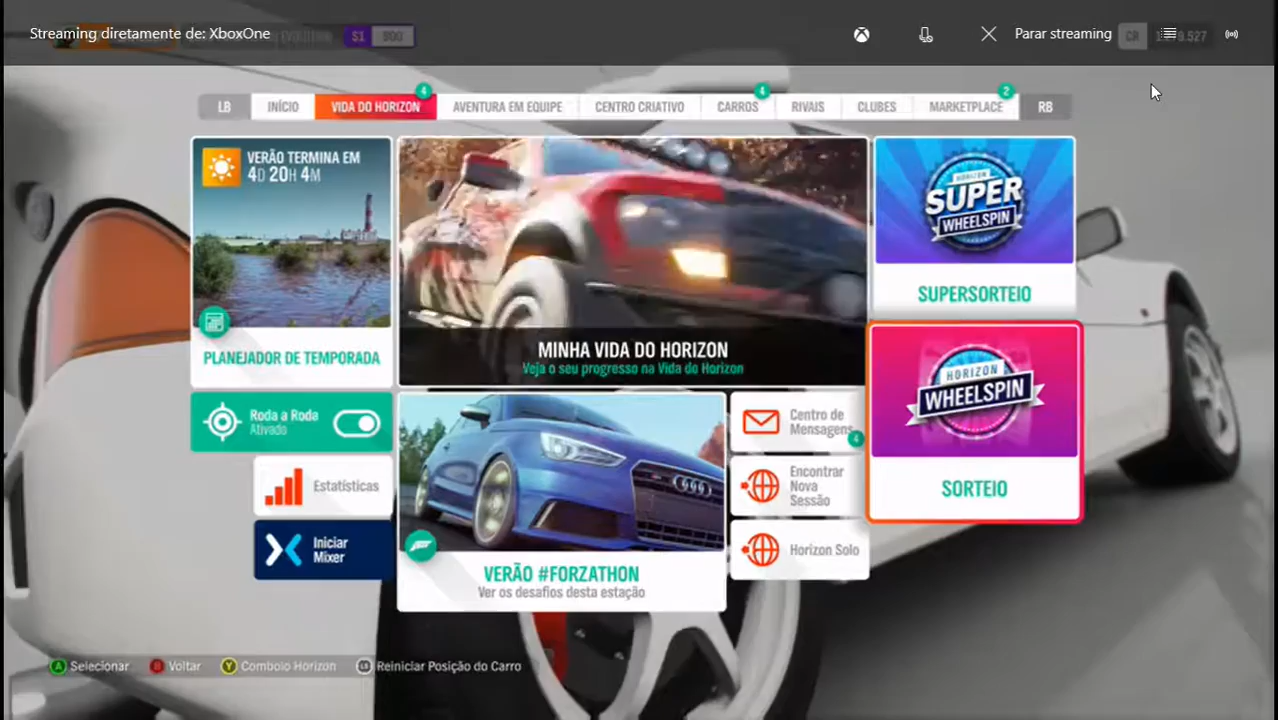 Streaming diretamente de: XboxOne
Parar streaming
S1
CR
LB
INÍCIO
VIDA DO HORIZON
4
AVENTURA EM EQUIPE
CENTRO CRIATIVO
CARROS
4
RIVAIS
CLUBES
MARKETPLACE
2
RB
VERÃO TERMINA EM
4D 20H 4M
PLANEJADOR DE TEMPORADA
MINHA VIDA DO HORIZON
Veja o seu progresso na Vida do Horizon
HORIZON
SUPER
WHEELSPIN
SUPERSORTEIO
HORIZON
WHEELSPIN
SORTEIO
Roda a Roda
Ativado
Estatísticas
Iniciar
Mixer
VERÃO #FORZATHON
Ver os desafios desta estação
Centro de
Mensagens
4
Encontrar
Nova
Sessão
Horizon Solo
A Selecionar
B Voltar
Y Comboio Horizon
LS Reiniciar Posição do Carro